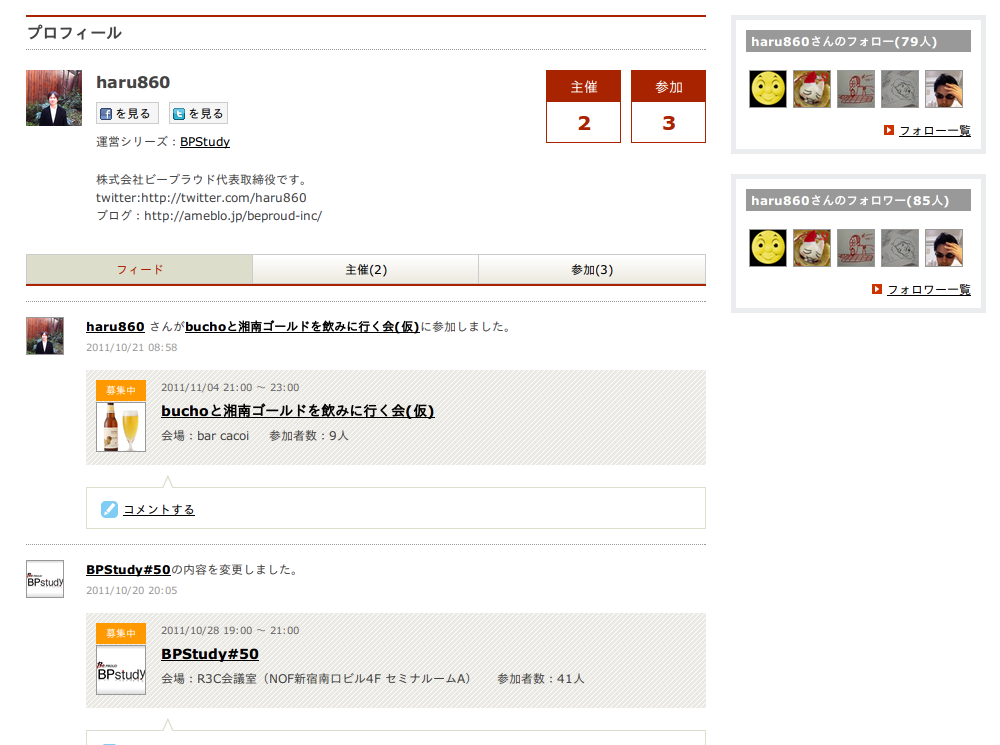 プロフィール
haru860
を見る を見る
運営シリーズ：BPStudy
主催 参加
2 3
株式会社ビープラウド代表取締役です。
twitter:http://twitter.com/haru860
ブログ：http://ameblo.jp/beproud-inc/
フィード 主催(2) 参加(3)
haru860 さんがbuchoと湘南ゴールドを飲みに行く会(仮)に参加しました。
2011/10/21 08:58
募集中
2011/11/04 21:00 ～ 23:00
buchoと湘南ゴールドを飲みに行く会(仮)
会場：bar cacoi 参加者数：9人
コメントする
BPStudy#50の内容を変更しました。
2011/10/20 20:05
BPstudy
募集中
2011/10/28 19:00 ～ 21:00
BPStudy#50
BPstudy
会場：R3C会議室（NOF新宿南口ビル4F セミナルームA） 参加者数：41人
haru860さんのフォロー(79人)
フォロー一覧
haru860さんのフォロワー(85人)
フォロワー一覧